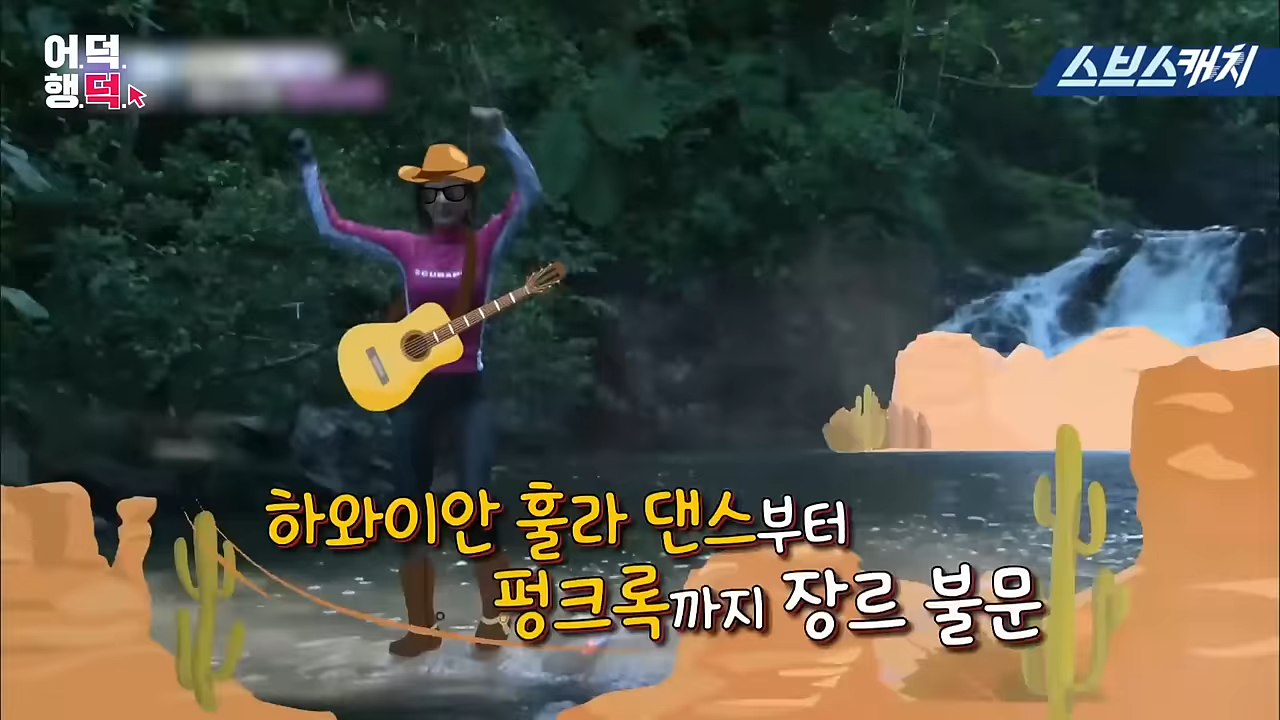 어.덕.
행.덕.
스브스캐치
SCUBAP
하와이안 훌라 댄스부터
펑크록까지 장르 불문